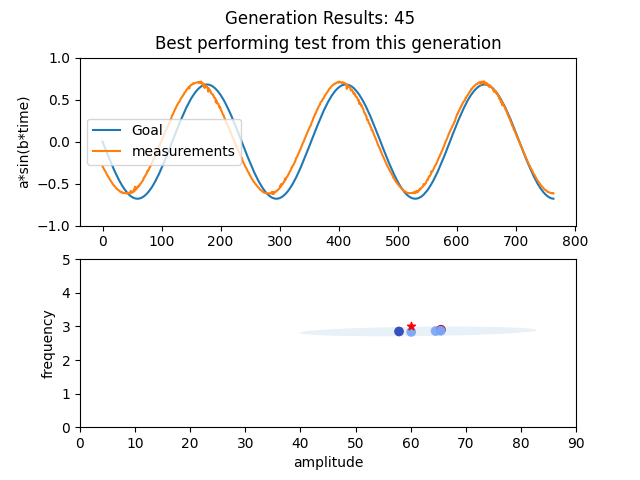 Generation Results: 45
Best performing test from this generation
a*sin(b*time)
1.0
0.5
0.0
−0.5
−1.0
Goal
measurements
0 100 200 300 400 500 600 700 800
frequency
5
4
3
2
1
0
0 10 20 30 40 50 60 70 80 90
amplitude